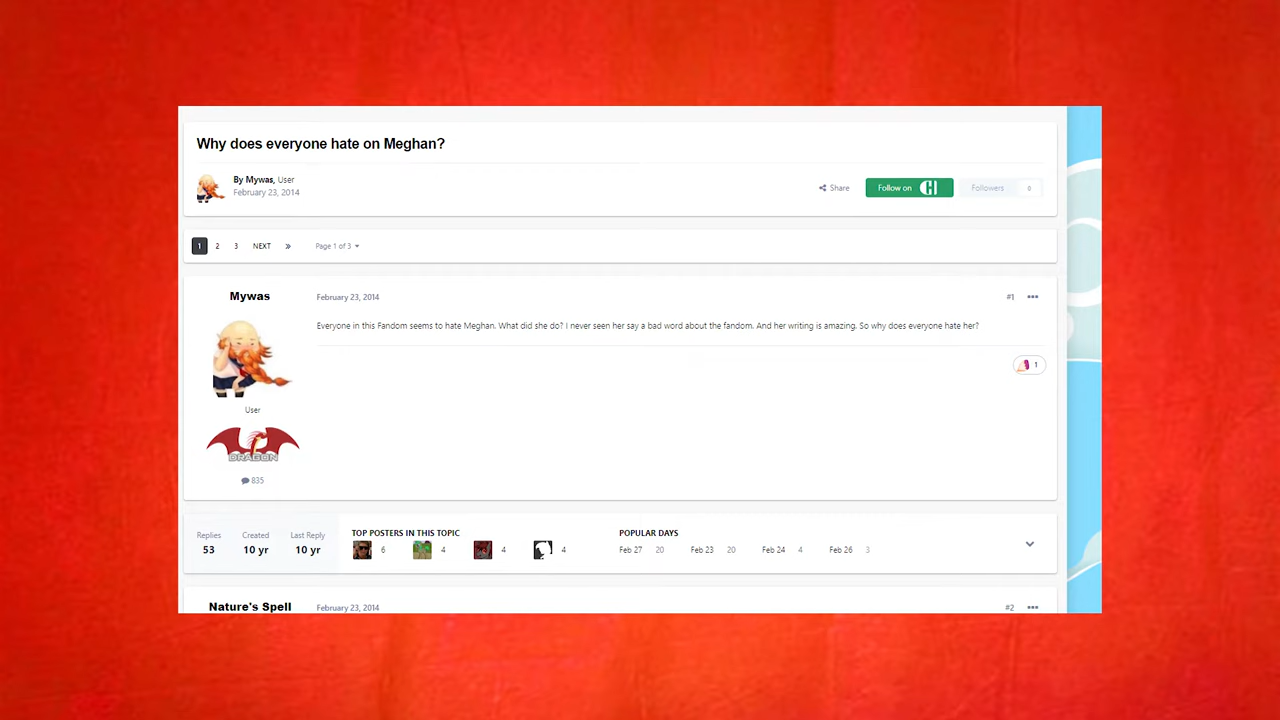 Why does everyone hate on Meghan?
By Mywas, User
February 23, 2014
Share
Follow on
Followers 0
1 2 3 NEXT » Page 1 of 3
Mywas
February 23, 2014
#1
Everyone in this Fandom seems to hate Meghan. What did she do? I never seen her say a bad word about the fandom. And her writing is amazing. So why does everyone hate her?
1
User
DRAGON
835
Replies Created Last Reply
53 10 yr 10 yr
TOP POSTERS IN THIS TOPIC
6 4 4 4
POPULAR DAYS
Feb 27 20 Feb 23 20 Feb 24 4 Feb 26 3
Nature's Spell
February 23, 2014
#2